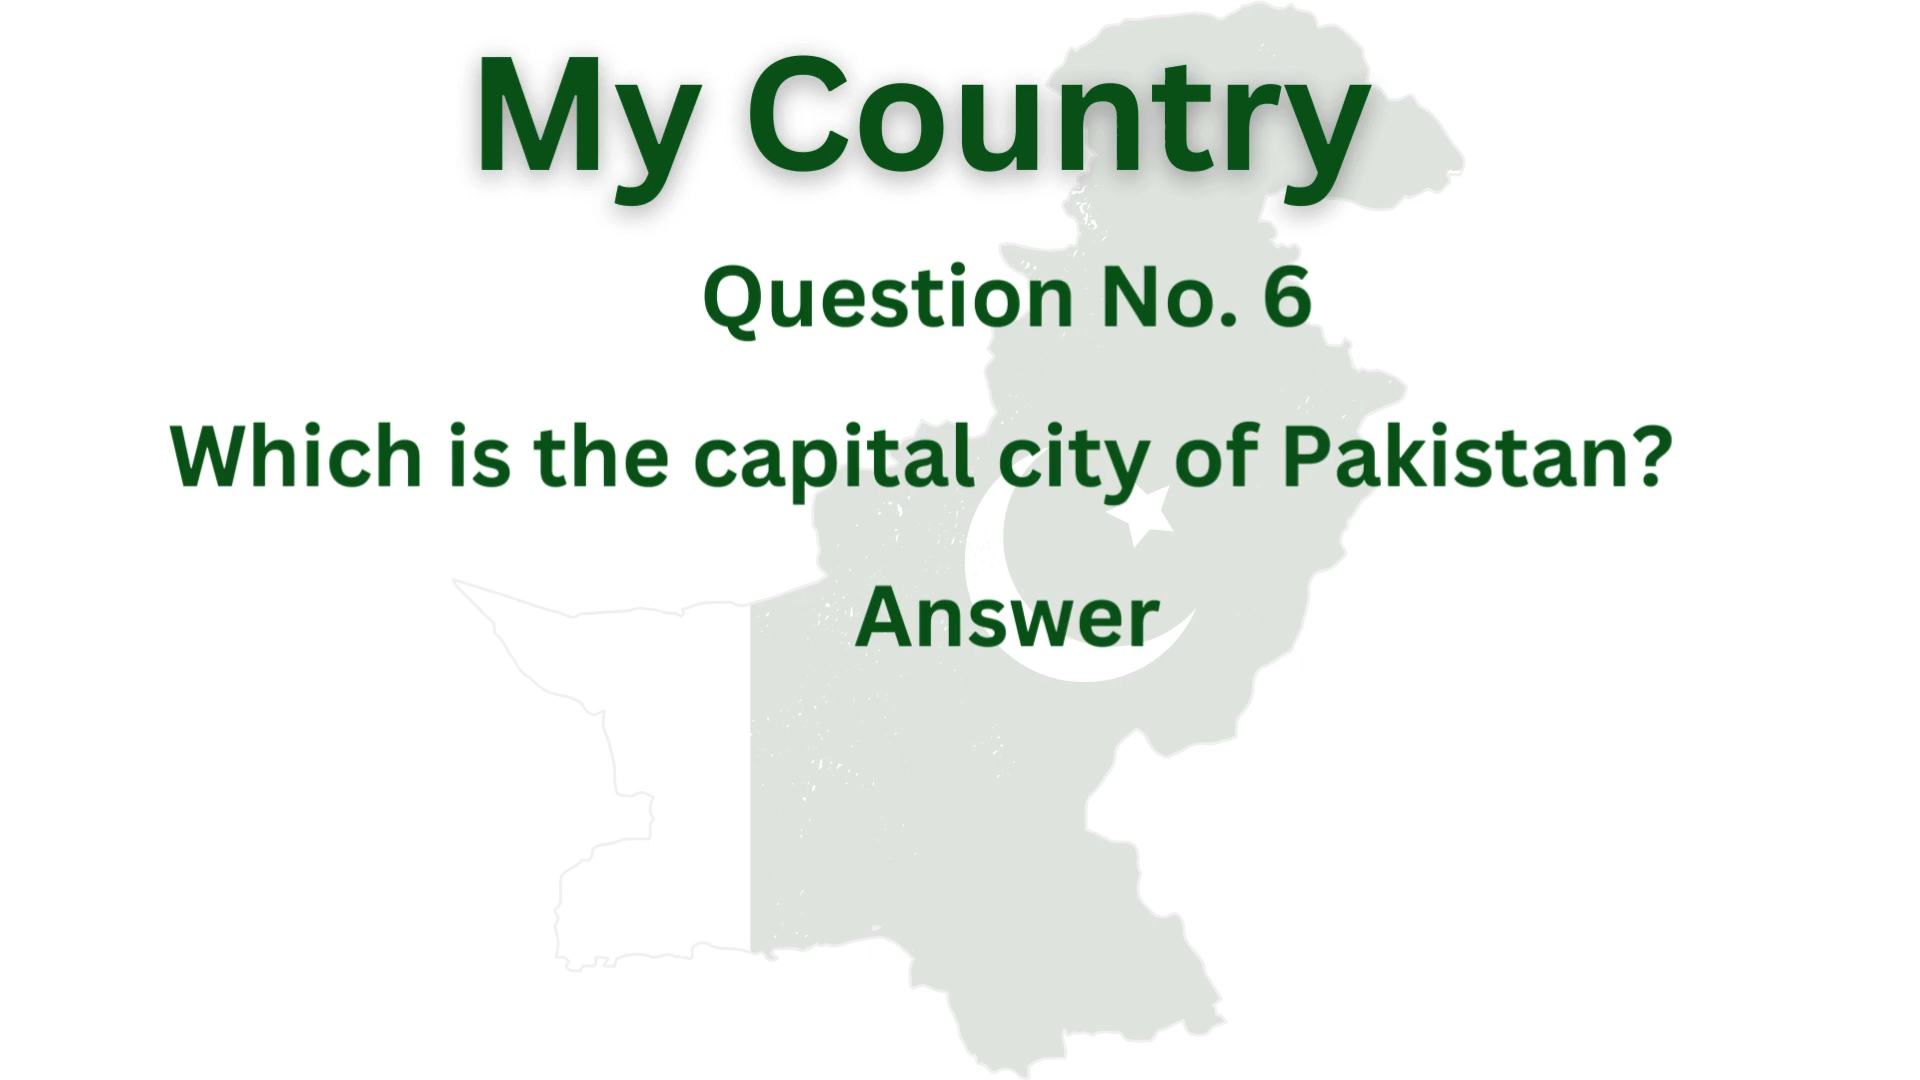 My Country
Question No. 6
Which is the capital city of Pakistan?
Answer